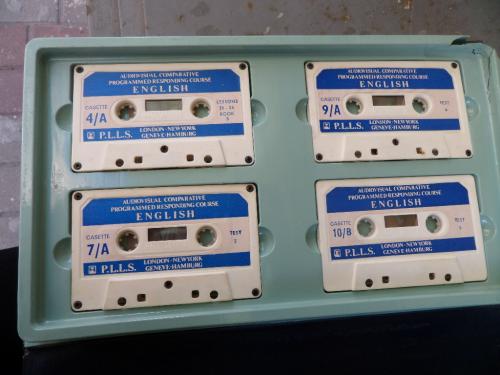 AUDIOVISUAL COMPARATIVE
PROGRAMMED RESPONDING COURSE
ENGLISH
CASETTE
4/A
LESSONS
BOOK
P.L.L.S.
LONDON-NEW YORK
GENEVE-HAMBURG
AUDIOVISUAL COMPARATIVE
PROGRAMMED RESPONDING COURSE
ENGLISH
CASETTE
9/A
TEST
P.L.L.S.
LONDON-NEW YORK
GENEVE-HAMBURG
AUDIOVISUAL COMPARATIVE
PROGRAMMED RESPONDING COURSE
ENGLISH
CASETTE
7/A
TEST
P.L.L.S.
LONDON-NEW YORK
GENEVE-HAMBURG
AUDIOVISUAL COMPARATIVE
PROGRAMMED RESPONDING COURSE
ENGLISH
CASETTE
10/B
TEST
P.L.L.S.
LONDON-NEW YORK
GENEVE-HAMBURG